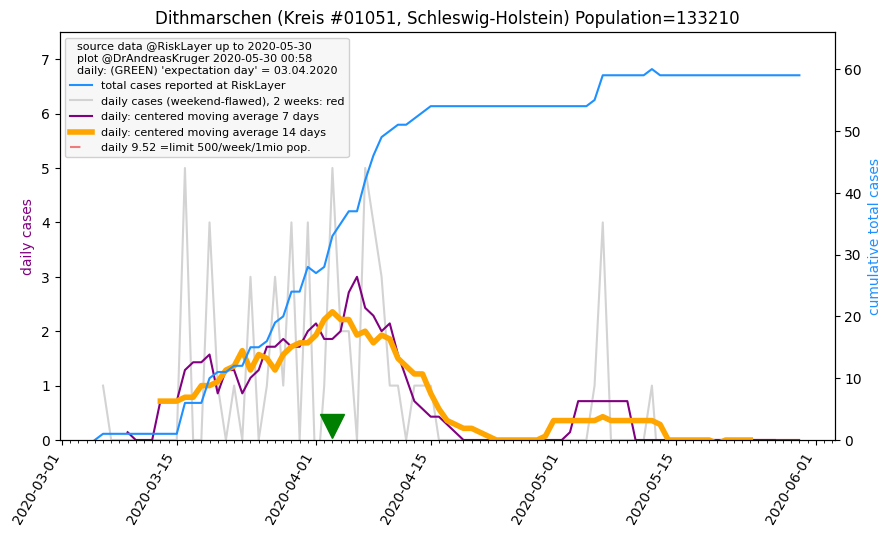 Dithmarschen (Kreis #01051, Schleswig-Holstein) Population=133210
source data @RiskLayer up to 2020-05-30
plot @DrAndreasKruger 2020-05-30 00:58
daily: (GREEN) 'expectation day' = 03.04.2020
total cases reported at RiskLayer
daily cases (weekend-flawed), 2 weeks: red
daily: centered moving average 7 days
daily: centered moving average 14 days
daily 9.52 =limit 500/week/1mio pop.
daily cases
7
6
5
4
3
2
1
0
cumulative total cases
60
50
40
30
20
10
0
2020-03-01
2020-03-15
2020-04-01
2020-04-15
2020-05-01
2020-05-15
2020-06-01